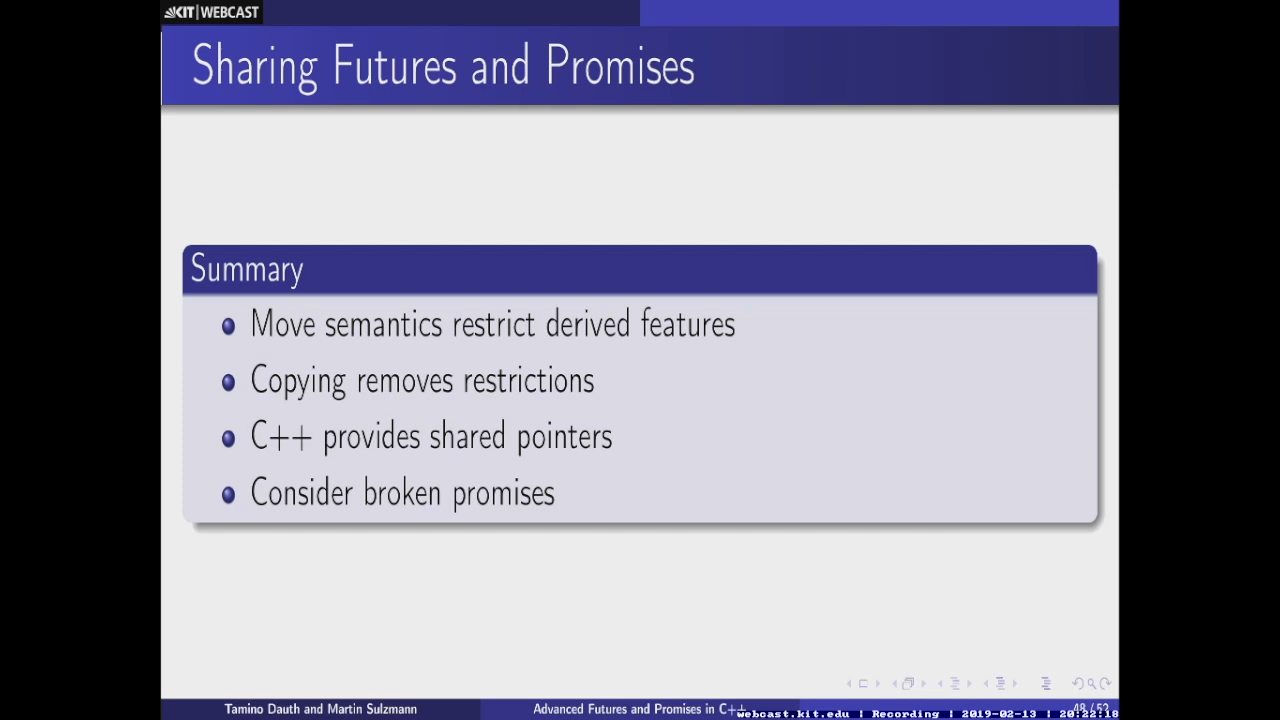 KIT | WEBCAST
Sharing Futures and Promises
Summary
Move semantics restrict derived features
Copying removes restrictions
C++ provides shared pointers
Consider broken promises
Tamino Dauth and Martin Sulzmann
Advanced Futures and Promises in C++
48 / 52
webcast.kit.edu | Recording | 2019-02-13 | 20:22:18